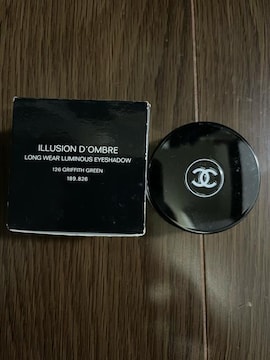 ILLUSION D'OMBRE
LONG WEAR LUMINOUS EYESHADOW
126 GRIFFITH GREEN
189.826